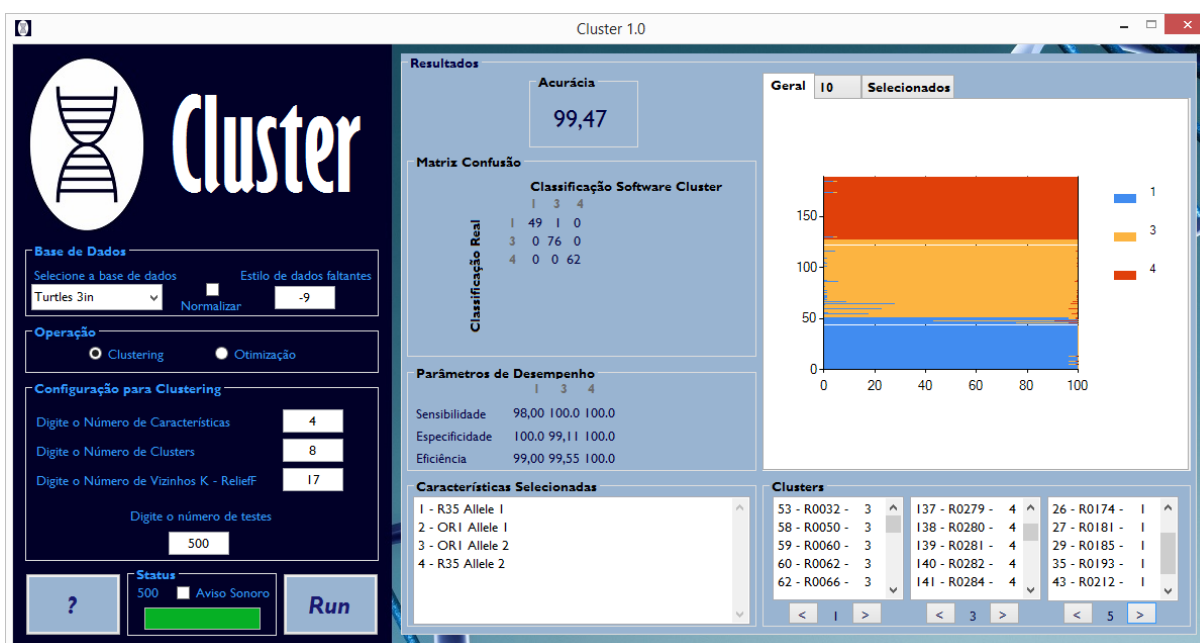 Cluster 1.0
Cluster
Base de Dados
Selecione a base de dados
Estilo de dados faltantes
Turtles 3in
Normalizar
-9
Operação
Clustering
Otimização
Configuração para Clustering
Digite o Número de Características 4
Digite o Número de Clusters 8
Digite o Número de Vizinhos K - ReliefF 17
Digite o número de testes
500
?
Status
500
Aviso Sonoro
Run
Resultados
Acurácia
99,47
Matriz Confusão
Classificação Software Cluster
1 3 4
Classificação Real
1 49 1 0
3 0 76 0
4 0 0 62
Parâmetros de Desempenho
1 3 4
Sensibilidade 98,00 100.0 100.0
Especificidade 100.0 99,11 100.0
Eficiência 99,00 99,55 100.0
Características Selecionadas
1 - R35 Allele 1
2 - OR1 Allele 1
3 - OR1 Allele 2
4 - R35 Allele 2
Geral 10 Selecionados
150
100
50
0
0 20 40 60 80 100
1
3
4
Clusters
53 - R0032 - 3
58 - R0050 - 3
59 - R0060 - 3
60 - R0062 - 3
62 - R0066 - 3
< 1 >
137 - R0279 - 4
138 - R0280 - 4
139 - R0281 - 4
140 - R0282 - 4
141 - R0284 - 4
< 3 >
26 - R0174 - 1
27 - R0181 - 1
29 - R0185 - 1
35 - R0193 - 1
43 - R0212 - 1
< 5 >